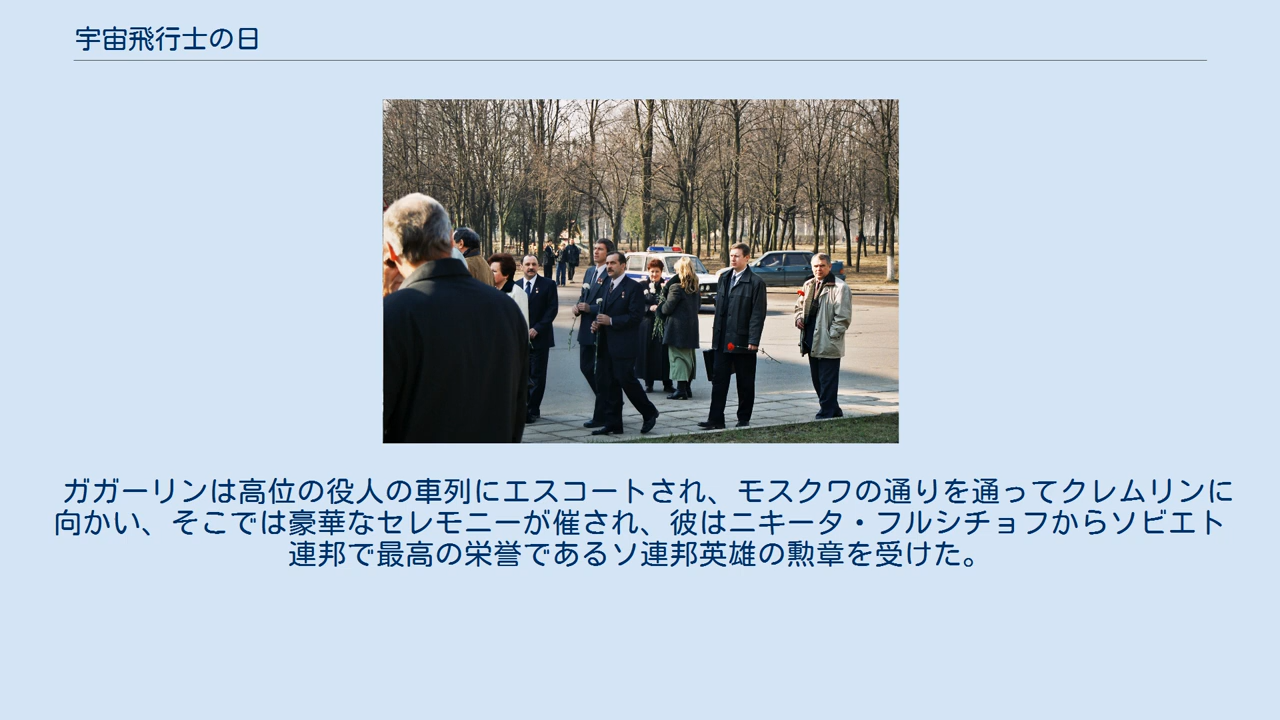 宇宙飛行士の日
ガガーリンは高位の役人の車列にエスコートされ、モスクワの通りを通ってクレムリンに
向かい、そこでは豪華なセレモニーが催され、彼はニキータ・フルシチョフからソビエト
連邦で最高の栄誉であるソ連邦英雄の勲章を受けた。